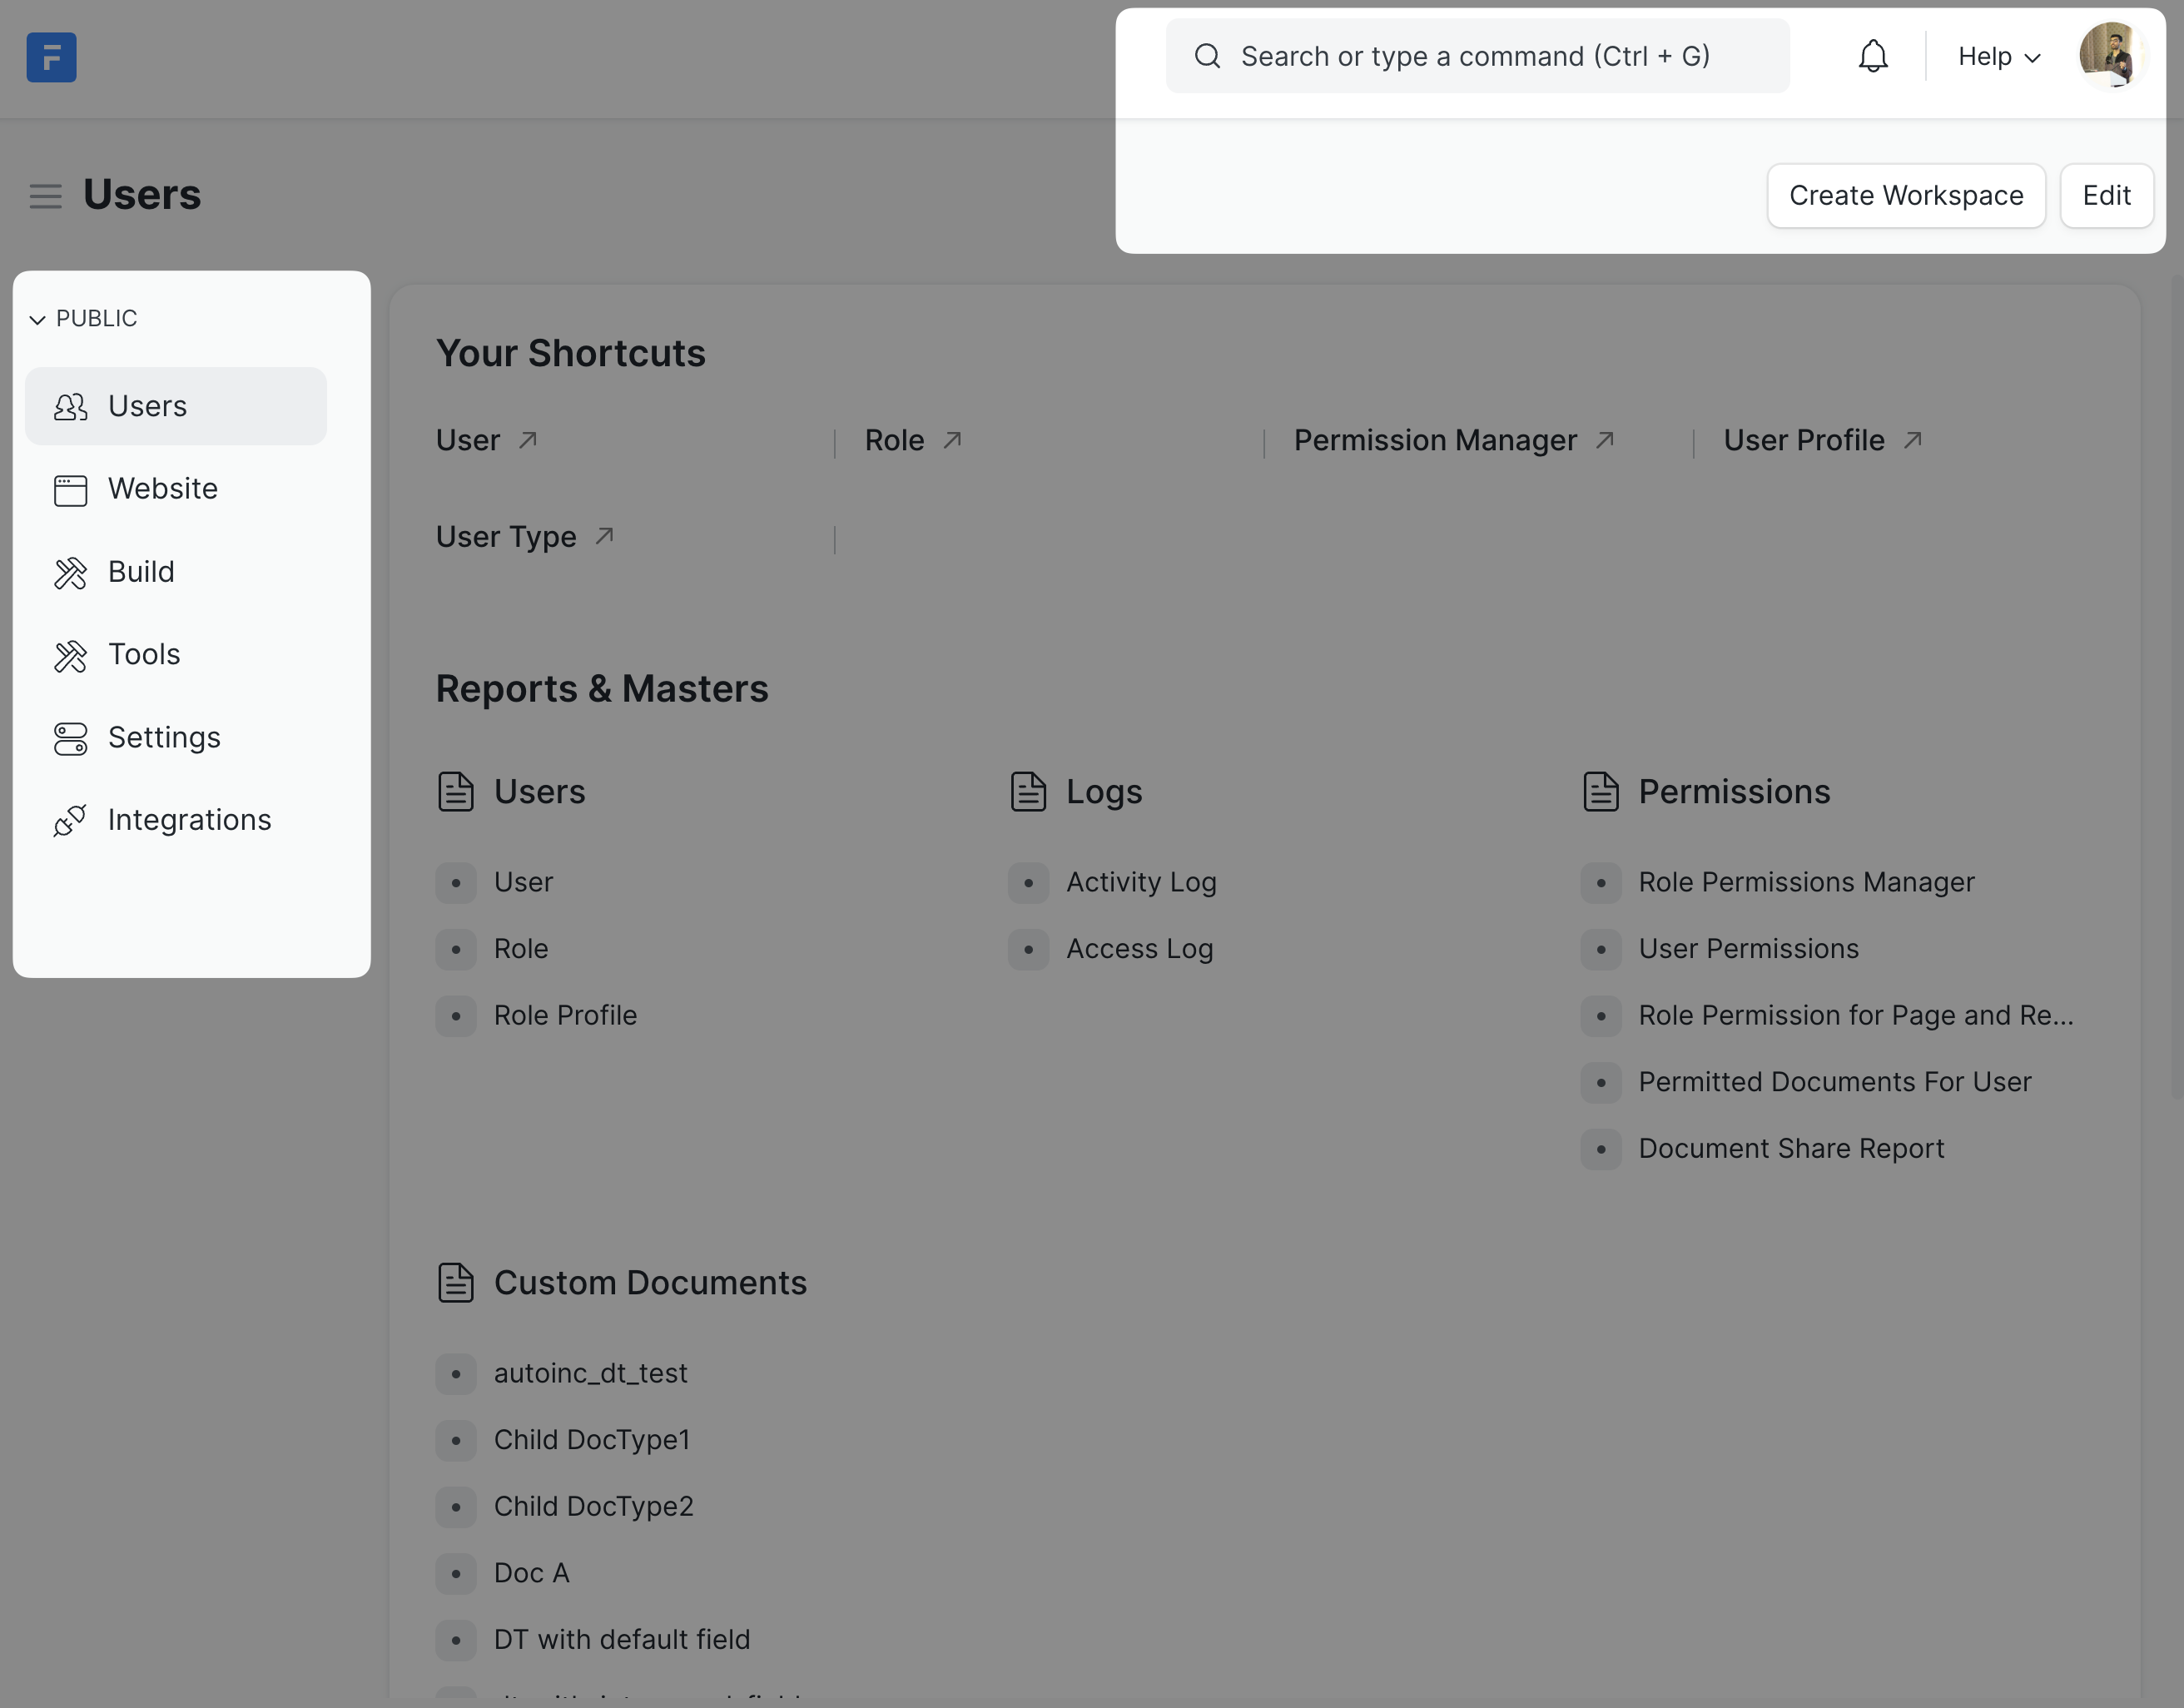 F
Search or type a command (Ctrl + G)
Help
Users
Create Workspace
Edit
PUBLIC
Users
Website
Build
Tools
Settings
Integrations
Your Shortcuts
User
Role
Permission Manager
User Profile
User Type
Reports & Masters
Users
User
Role
Role Profile
Logs
Activity Log
Access Log
Permissions
Role Permissions Manager
User Permissions
Role Permission for Page and Re...
Permitted Documents For User
Document Share Report
Custom Documents
autoinc_dt_test
Child DocType1
Child DocType2
Doc A
DT with default field